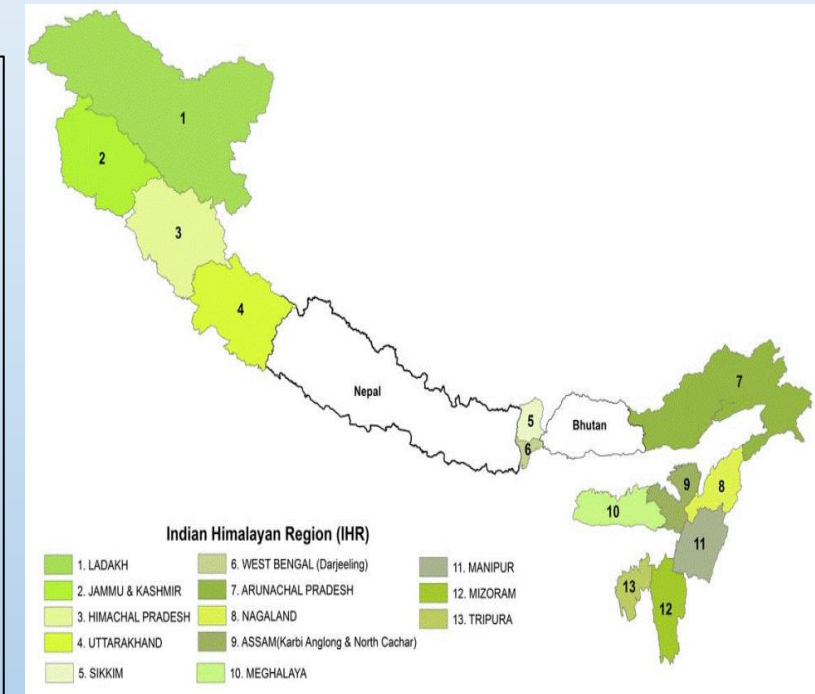 1
2
3
4
Nepal
5
6
Bhutan
7
8
9
10
11
12
13
Indian Himalayan Region (IHR)
1. LADAKH
2. JAMMU & KASHMIR
3. HIMACHAL PRADESH
4. UTTARAKHAND
5. SIKKIM
6. WEST BENGAL (Darjeeling)
7. ARUNACHAL PRADESH
8. NAGALAND
9. ASSAM(Karbi Anglong & North Cachar)
10. MEGHALAYA
11. MANIPUR
12. MIZORAM
13. TRIPURA